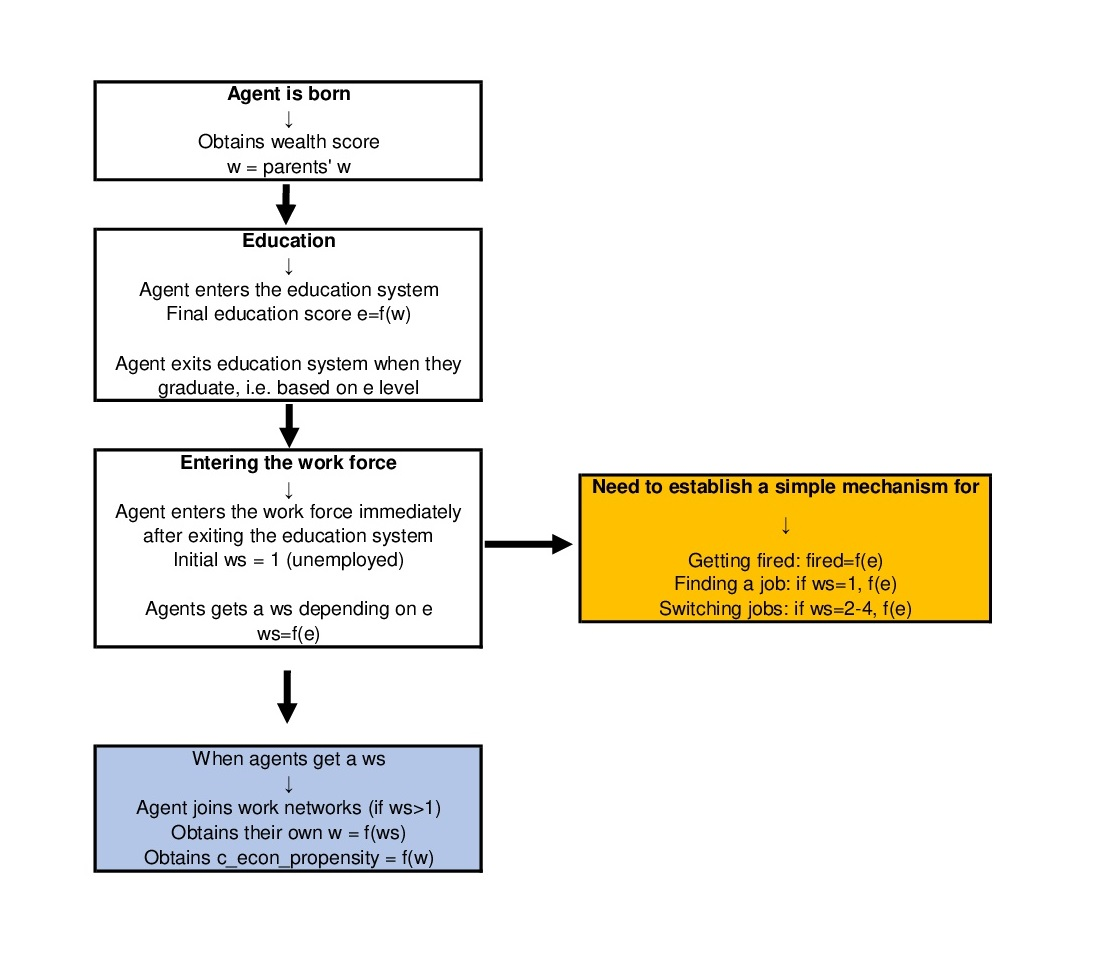 Agent is born
↓
Obtains wealth score
w = parents' w
Education
↓
Agent enters the education system
Final education score e=f(w)
Agent exits education system when they
graduate, i.e. based on e level
Entering the work force
↓
Agent enters the work force immediately
after exiting the education system
Initial ws = 1 (unemployed)
Agents gets a ws depending on e
ws=f(e)
Need to establish a simple mechanism for
↓
Getting fired: fired=f(e)
Finding a job: if ws=1, f(e)
Switching jobs: if ws=2-4, f(e)
When agents get a ws
↓
Agent joins work networks (if ws>1)
Obtains their own w = f(ws)
Obtains c_econ_propensity = f(w)